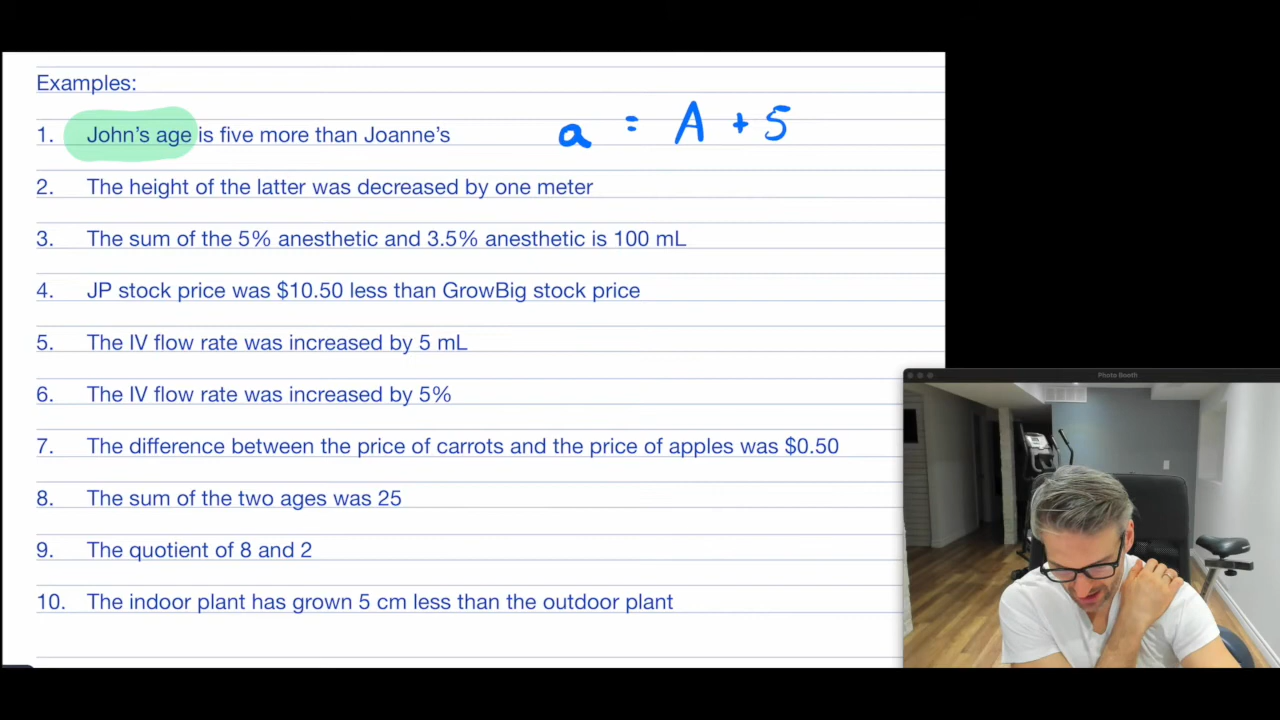 Examples:
1. John's age is five more than Joanne's a = A + 5
2. The height of the latter was decreased by one meter
3. The sum of the 5% anesthetic and 3.5% anesthetic is 100 mL
4. JP stock price was $10.50 less than GrowBig stock price
5. The IV flow rate was increased by 5 mL
6. The IV flow rate was increased by 5%
Photo Booth
7. The difference between the price of carrots and the price of apples was $0.50
8. The sum of the two ages was 25
9. The quotient of 8 and 2
10. The indoor plant has grown 5 cm less than the outdoor plant